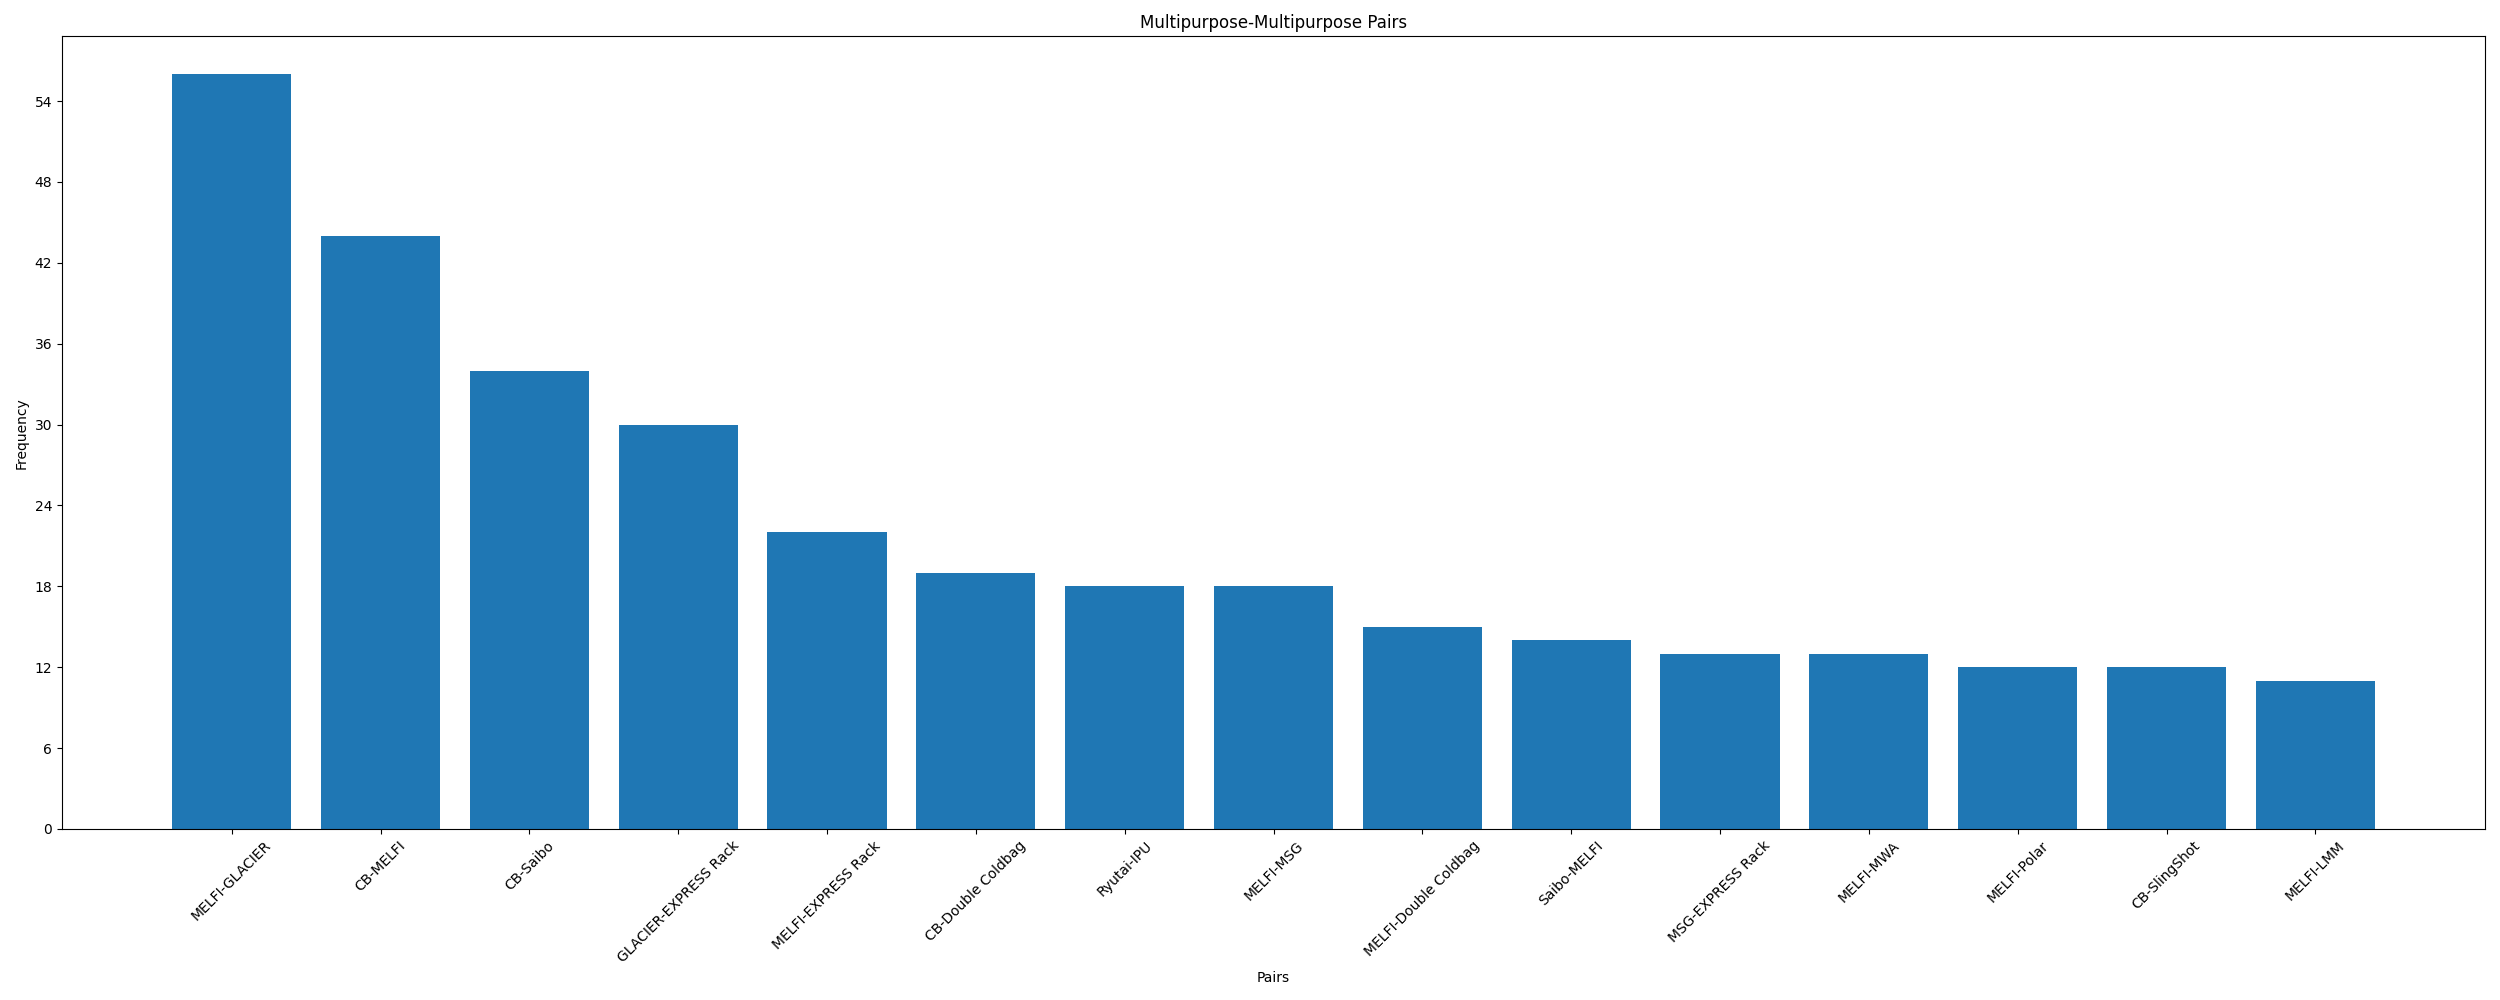 Multipurpose-Multipurpose Pairs
Frequency
54
48
42
36
30
24
18
12
6
0
MELFI-GLACIER
CB-MELFI
CB-Saibo
GLACIER-EXPRESS Rack
MELFI-EXPRESS Rack
CB-Double Coldbag
Ryutai-IPU
MELFI-MSG
MELFI-Double Coldbag
Saibo-MELFI
MSG-EXPRESS Rack
MELFI-MWA
MELFI-Polar
CB-SlingShot
MELFI-LMM
Pairs